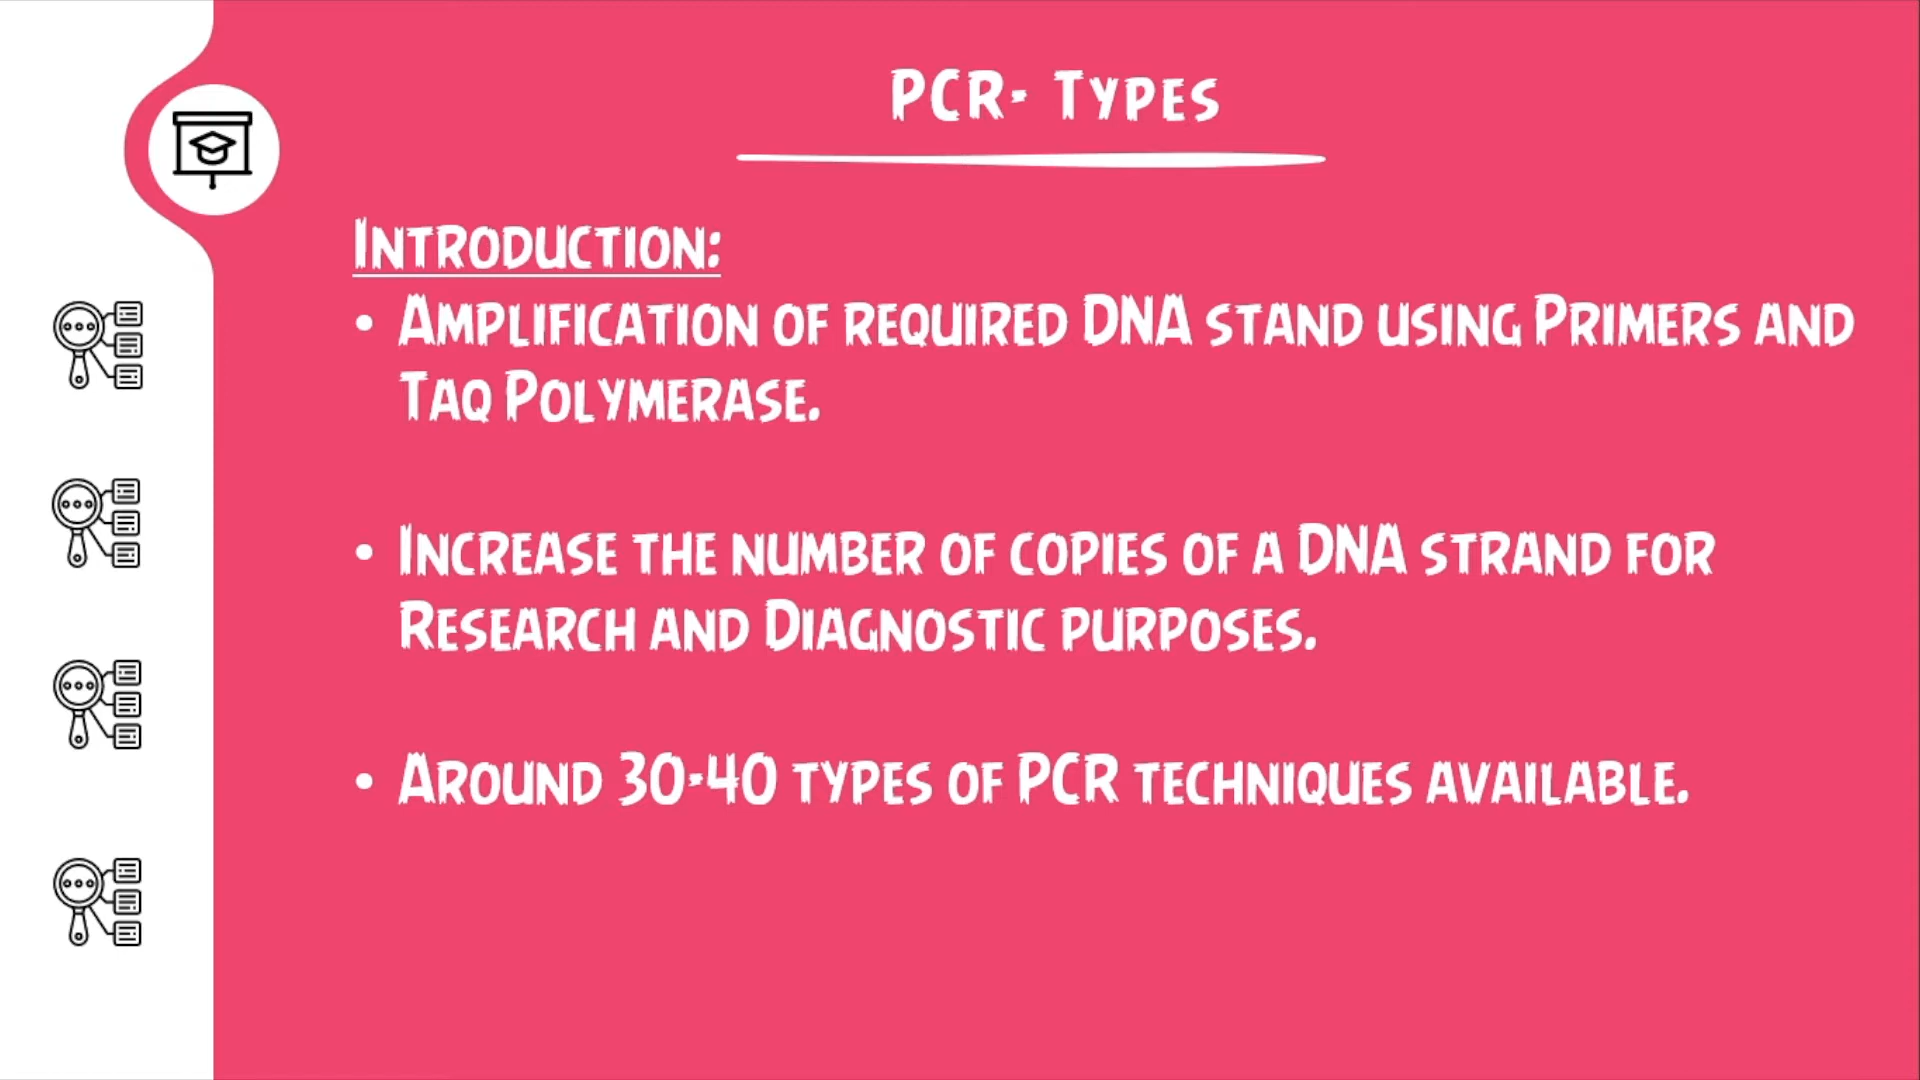 PCR- Types
Introduction:
• Amplification of required DNA stand using Primers and
Taq Polymerase.
• Increase the number of copies of a DNA strand for
Research and Diagnostic purposes.
• Around 30-40 types of PCR techniques available.